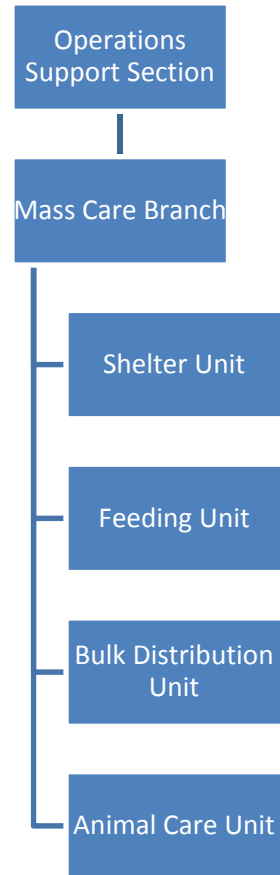 Operations
Support Section
Mass Care Branch
Shelter Unit
Feeding Unit
Bulk Distribution
Unit
Animal Care Unit